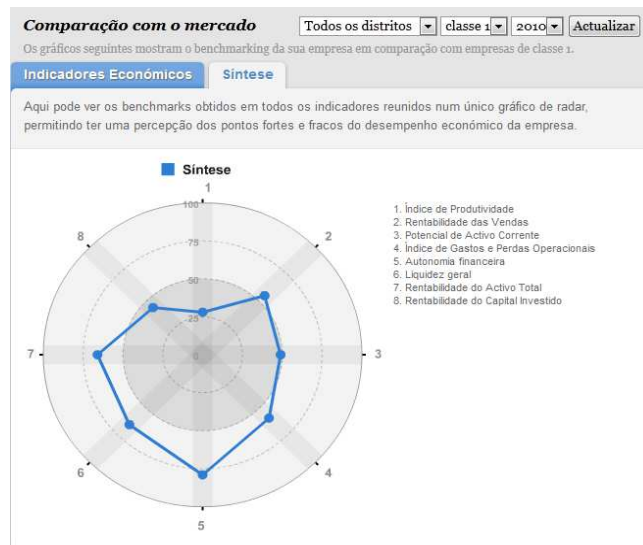 Comparação com o mercado
Todos os distritos classe 1 2010 Actualizar
Os gráficos seguintes mostram o benchmarking da sua empresa em comparação com empresas de classe 1.
Indicadores Económicos Síntese
Aqui pode ver os benchmarks obtidos em todos os indicadores reunidos num único gráfico de radar,
permitindo ter uma percepção dos pontos fortes e fracos do desempenho económico da empresa.
Síntese
1
100
8
2
75
50
25
0
7
3
6
4
5
1. Índice de Produtividade
2. Rentabilidade das Vendas
3. Potencial de Activo Corrente
4. Índice de Gastos e Perdas Operacionais
5. Autonomia financeira
6. Liquidez geral
7. Rentabilidade do Activo Total
8. Rentabilidade do Capital Investido